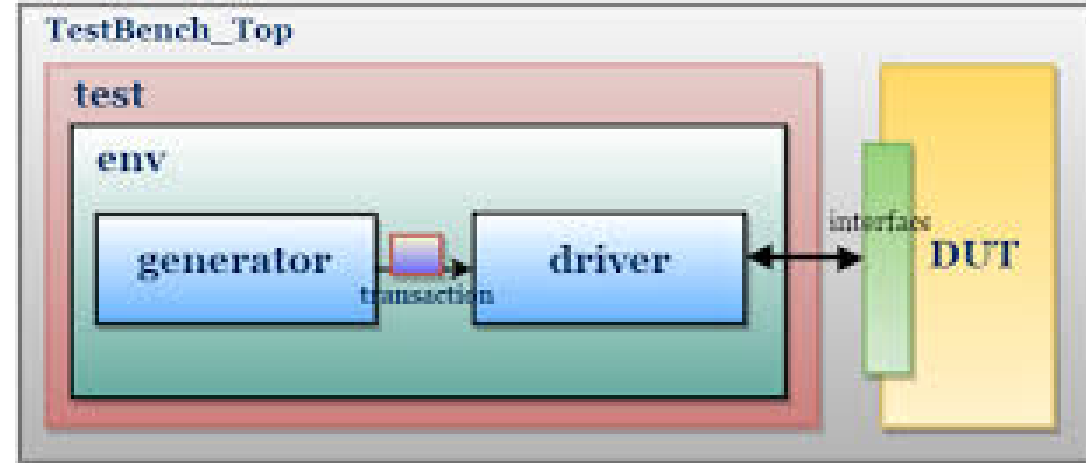 TestBench_Top
test
env
generator
transaction
driver
interface
DUT